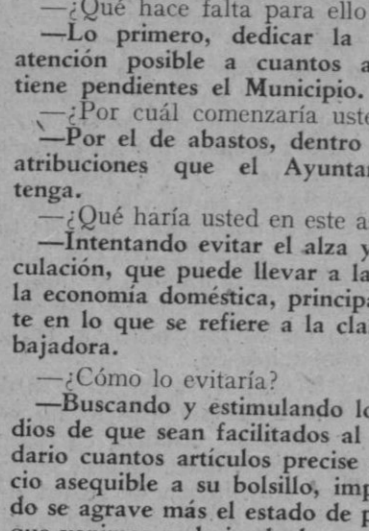 —¿Qué hace falta para ello
—Lo primero, dedicar la
atención posible a cuantos a
tiene pendientes el Municipio.
—¿Por cuál comenzaría uste
—Por el de abastos, dentro
atribuciones que el Ayunta
tenga.
—¿Qué haría usted en este a
—Intentando evitar el alza y
culación, que puede llevar a la
la economía doméstica, principa
te en lo que se refiere a la cla
bajadora.
—¿Cómo lo evitaría?
—Buscando y estimulando lo
dios de que sean facilitados al
dario cuantos artículos precise
cio asequible a su bolsillo, imp
do se agrave más el estado de p